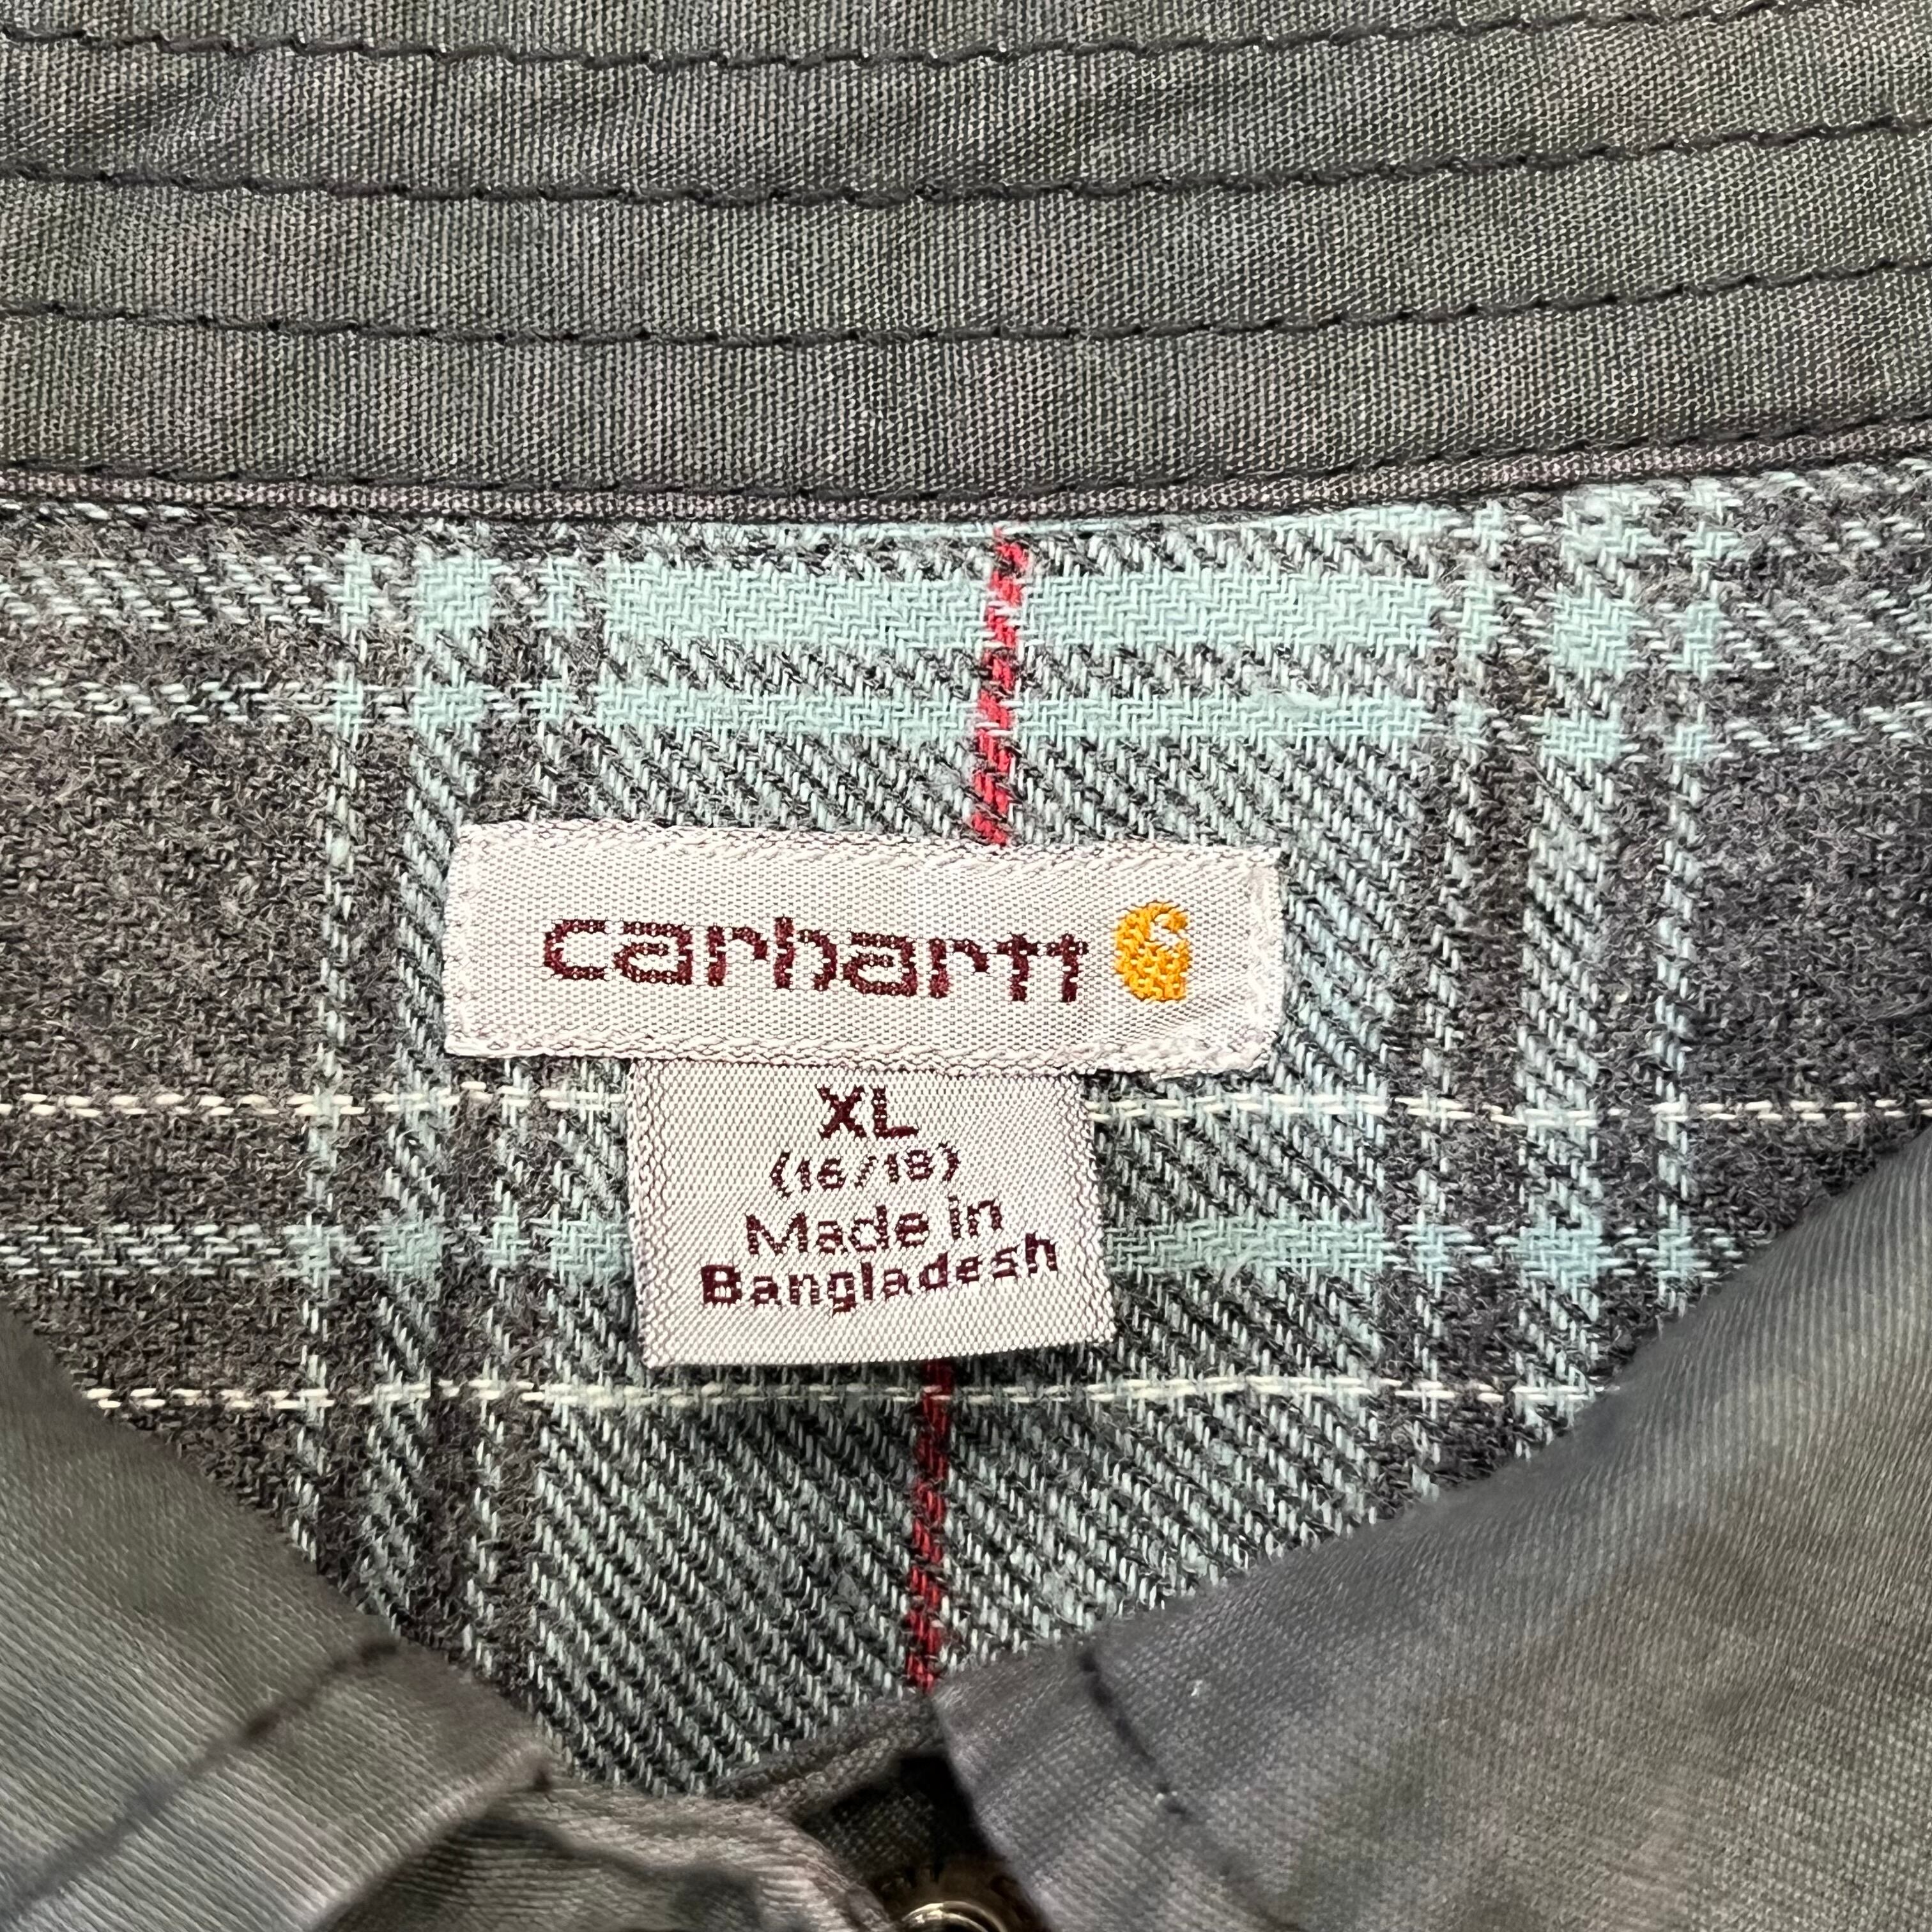 carhartt
XL
(16/18)
Made in
Bangladesh